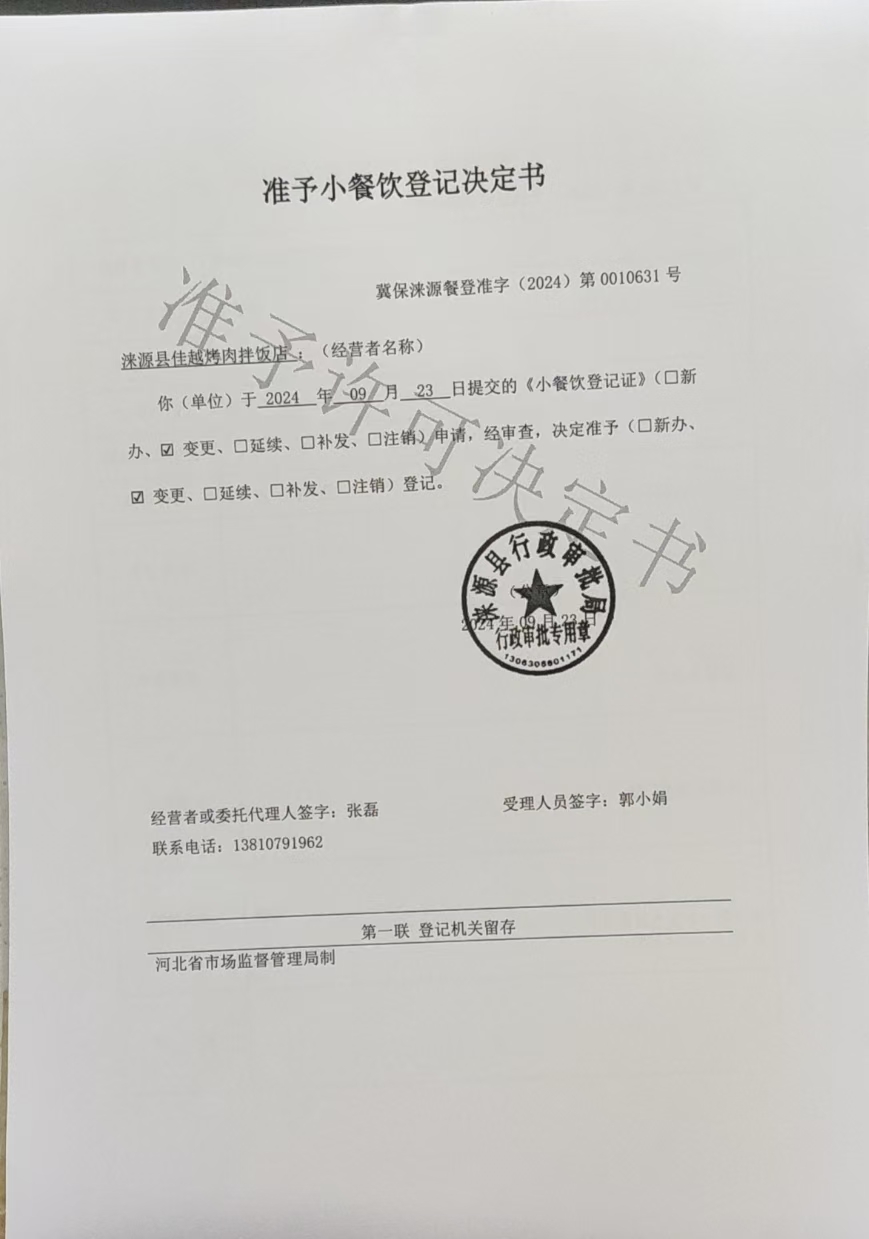 准予小餐饮登记决定书
冀保涞源餐登准字（2024）第 0010631 号
涞源县佳越烤肉拌饭店 ：（经营者名称）
你（单位）于 2024 年 09 月 23 日提交的《小餐饮登记证》（☐新
办、☑ 变更、☐延续、☐补发、☐注销）申请，经审查，决定准予（☐新办、
☑ 变更、☐延续、☐补发、☐注销）登记。
准予许可决定书
涞源县行政审批局
2024 年 09 月 23 日
行政审批专用章
1306306801171
经营者或委托代理人签字：张磊
受理人员签字：郭小娟
联系电话：13810791962
第一联 登记机关留存
河北省市场监督管理局制